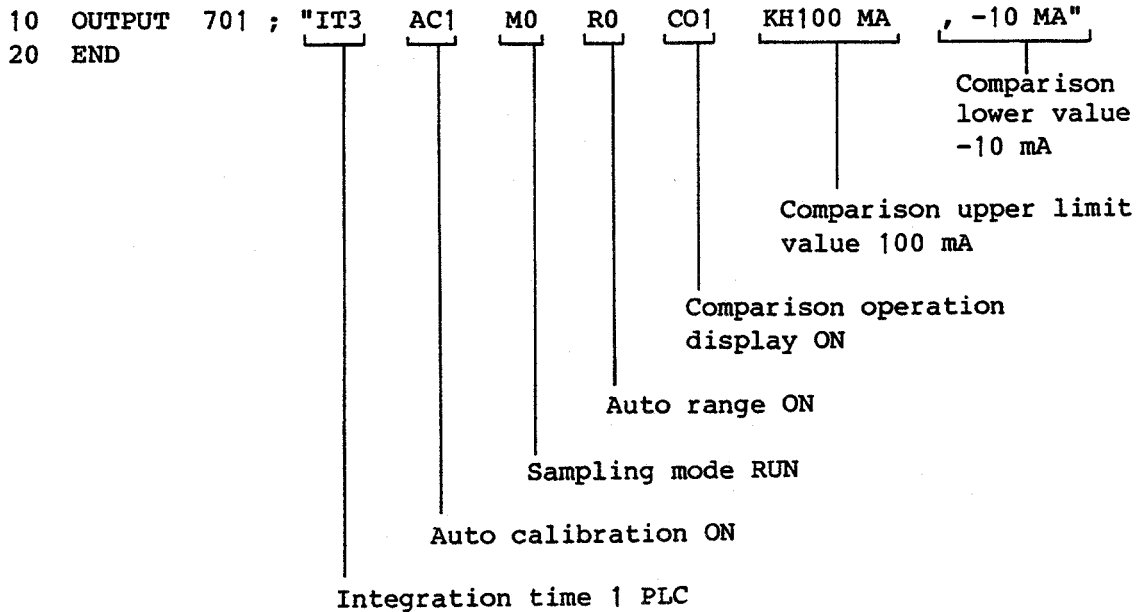 10 OUTPUT 701 ; "IT3 AC1 M0 R0 CO1 KH100 MA , -10 MA"
20 END
Comparison
lower value
-10 mA
Comparison upper limit
value 100 mA
Comparison operation
display ON
Auto range ON
Sampling mode RUN
Auto calibration ON
Integration time 1 PLC